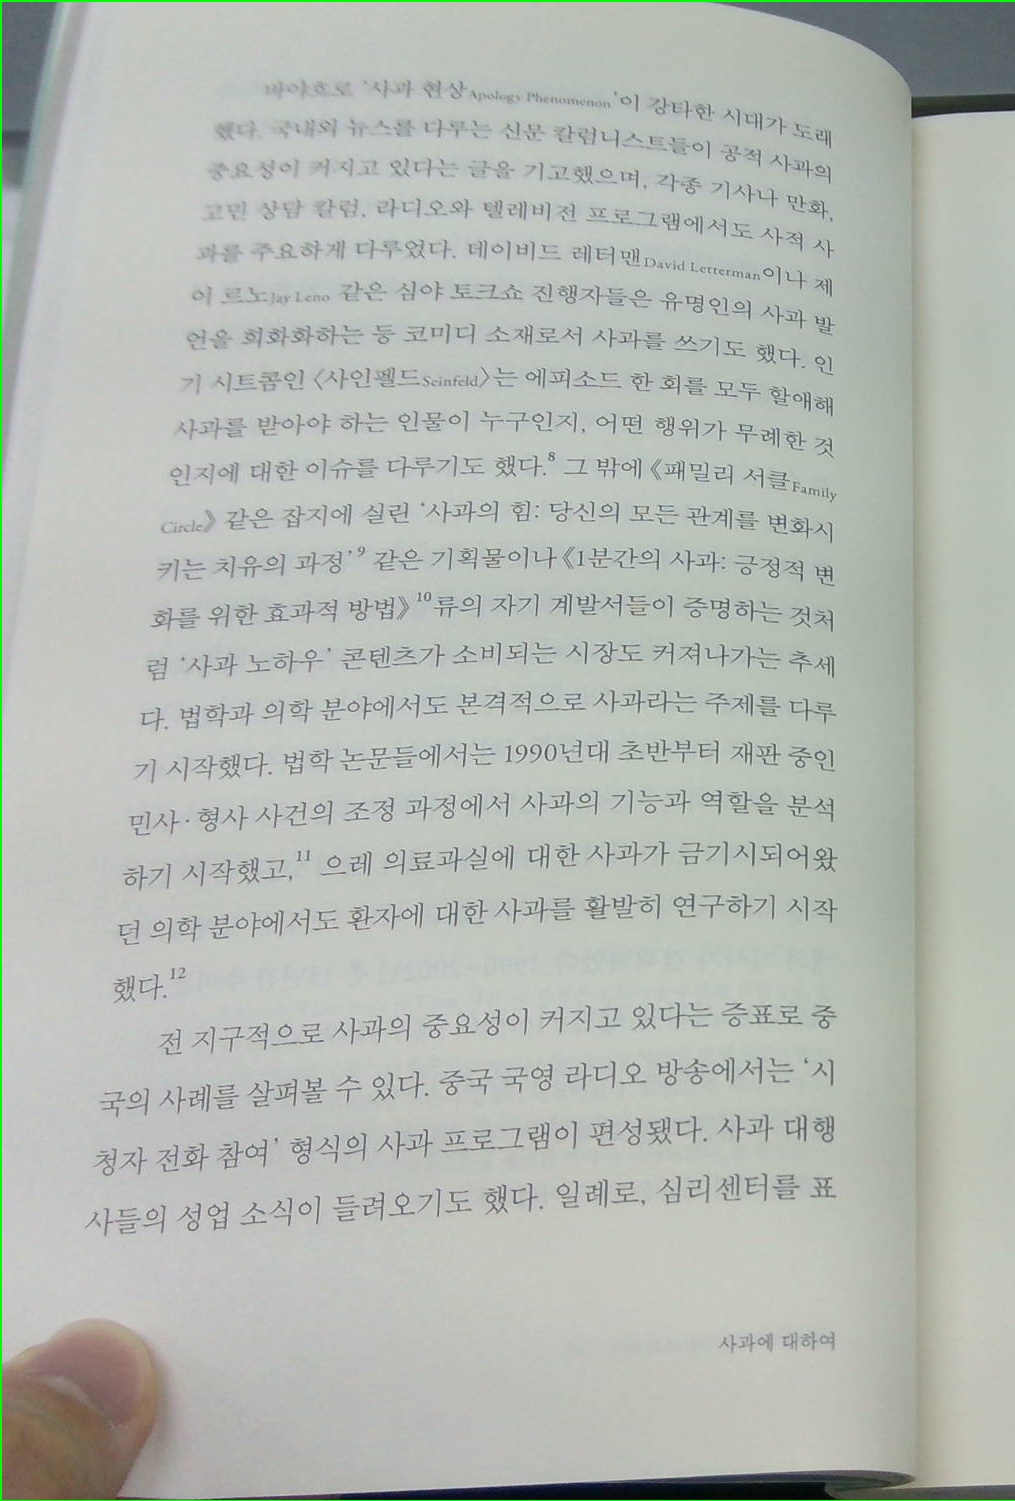 바야흐로 ‘사과 현상Apology Phenomenon’이 강타한 시대가 도래
했다. 국내외 뉴스를 다루는 신문 칼럼니스트들이 공적 사과의
중요성이 커지고 있다는 글을 기고했으며, 각종 기사나 만화,
고민 상담 칼럼, 라디오와 텔레비전 프로그램에서도 사적 사
과를 주요하게 다루었다. 데이비드 레터맨David Letterman이나 제
이 르노Jay Leno 같은 심야 토크쇼 진행자들은 유명인의 사과 발
언을 희화화하는 등 코미디 소재로서 사과를 쓰기도 했다. 인
기 시트콤인 〈사인펠드Seinfeld〉는 에피소드 한 회를 모두 할애해
사과를 받아야 하는 인물이 누구인지, 어떤 행위가 무례한 것
인지에 대한 이슈를 다루기도 했다.8 그 밖에 《패밀리 서클Family
Circle》 같은 잡지에 실린 ‘사과의 힘: 당신의 모든 관계를 변화시
키는 치유의 과정’9 같은 기획물이나 《1분간의 사과: 긍정적 변
화를 위한 효과적 방법》10류의 자기 계발서들이 증명하는 것처
럼 ‘사과 노하우’ 콘텐츠가 소비되는 시장도 커져나가는 추세
다. 법학과 의학 분야에서도 본격적으로 사과라는 주제를 다루
기 시작했다. 법학 논문들에서는 1990년대 초반부터 재판 중인
민사·형사 사건의 조정 과정에서 사과의 기능과 역할을 분석
하기 시작했고,11 으레 의료과실에 대한 사과가 금기시되어왔
던 의학 분야에서도 환자에 대한 사과를 활발히 연구하기 시작
했다.12
전 지구적으로 사과의 중요성이 커지고 있다는 증표로 중
국의 사례를 살펴볼 수 있다. 중국 국영 라디오 방송에서는 ‘시
청자 전화 참여’ 형식의 사과 프로그램이 편성됐다. 사과 대행
사들의 성업 소식이 들려오기도 했다. 일례로, 심리센터를 표
사과에 대하여